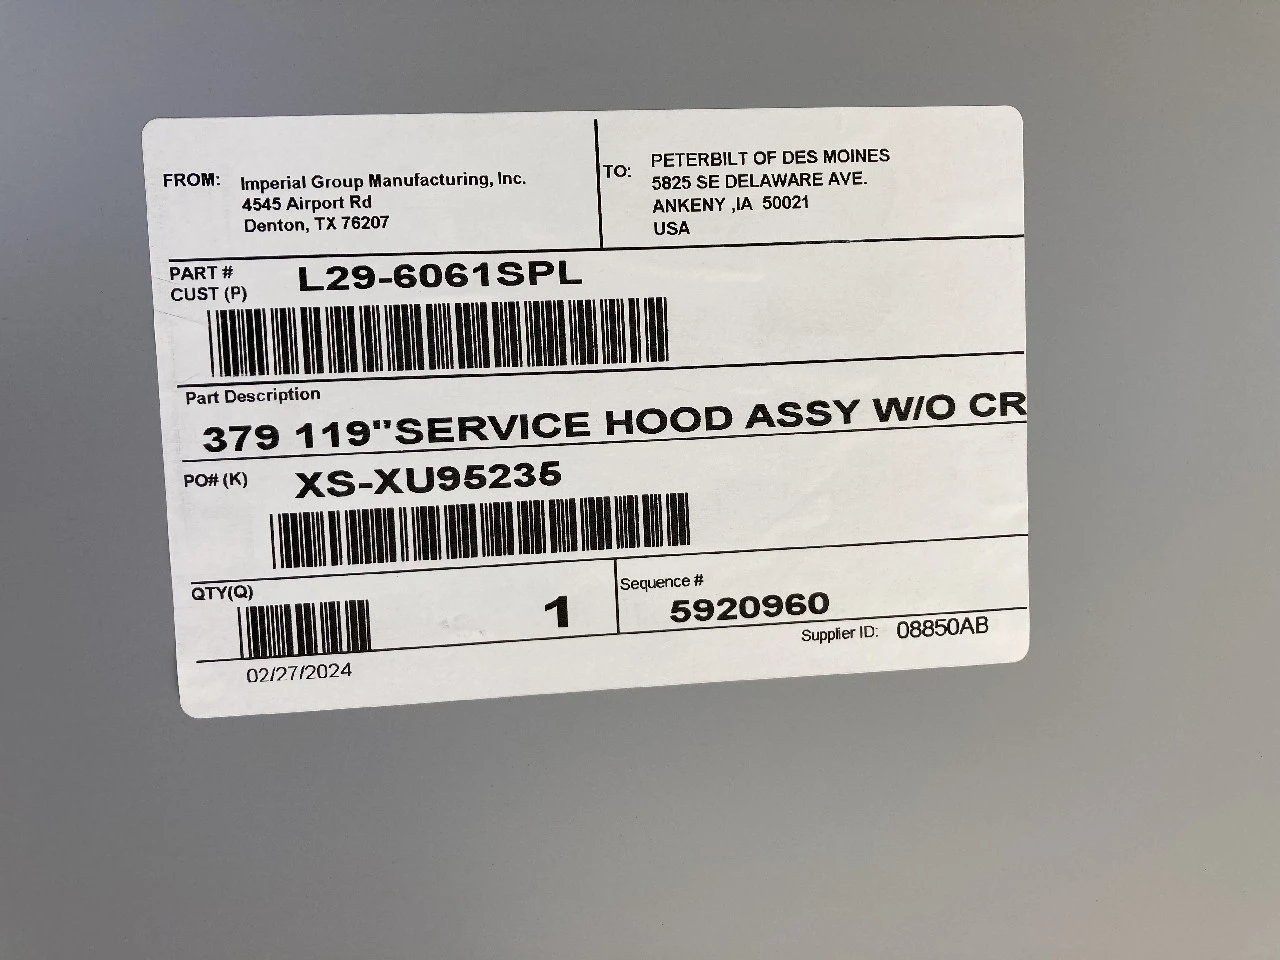 FROM: Imperial Group Manufacturing, Inc.
4545 Airport Rd
Denton, TX 76207
TO: PETERBILT OF DES MOINES
5825 SE DELAWARE AVE.
ANKENY ,IA 50021
USA
PART #
CUST (P)
L29-6061SPL
Part Description
379 119"SERVICE HOOD ASSY W/O CR
PO# (K) XS-XU95235
QTY(Q)
1
Sequence #
5920960
Supplier ID: 08850AB
02/27/2024